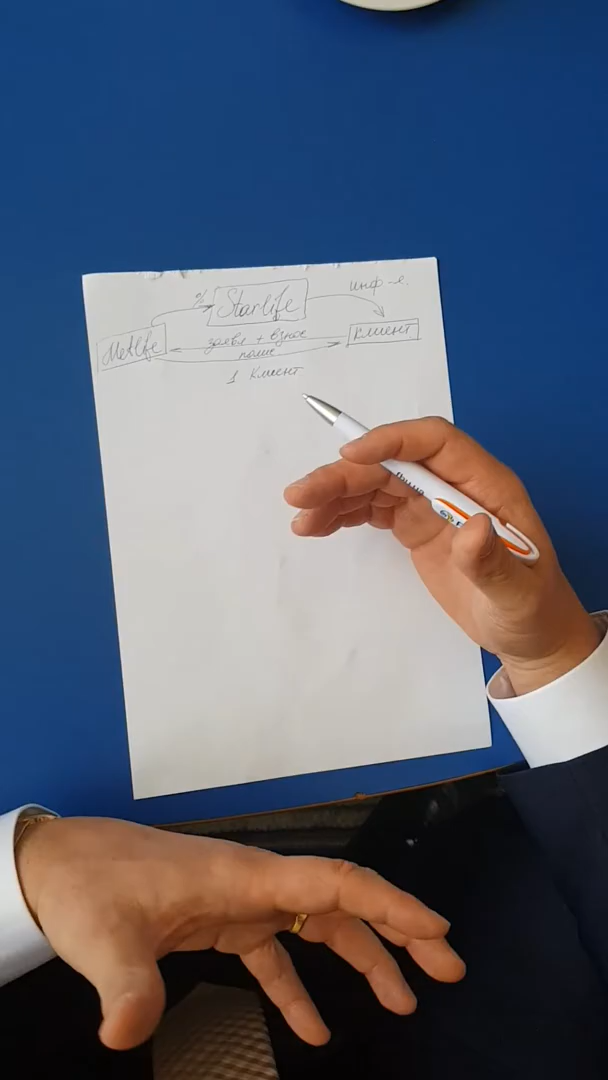 % Starlife инф-я.
Metlife заявл + взнос клиент
полис
1 Клиент